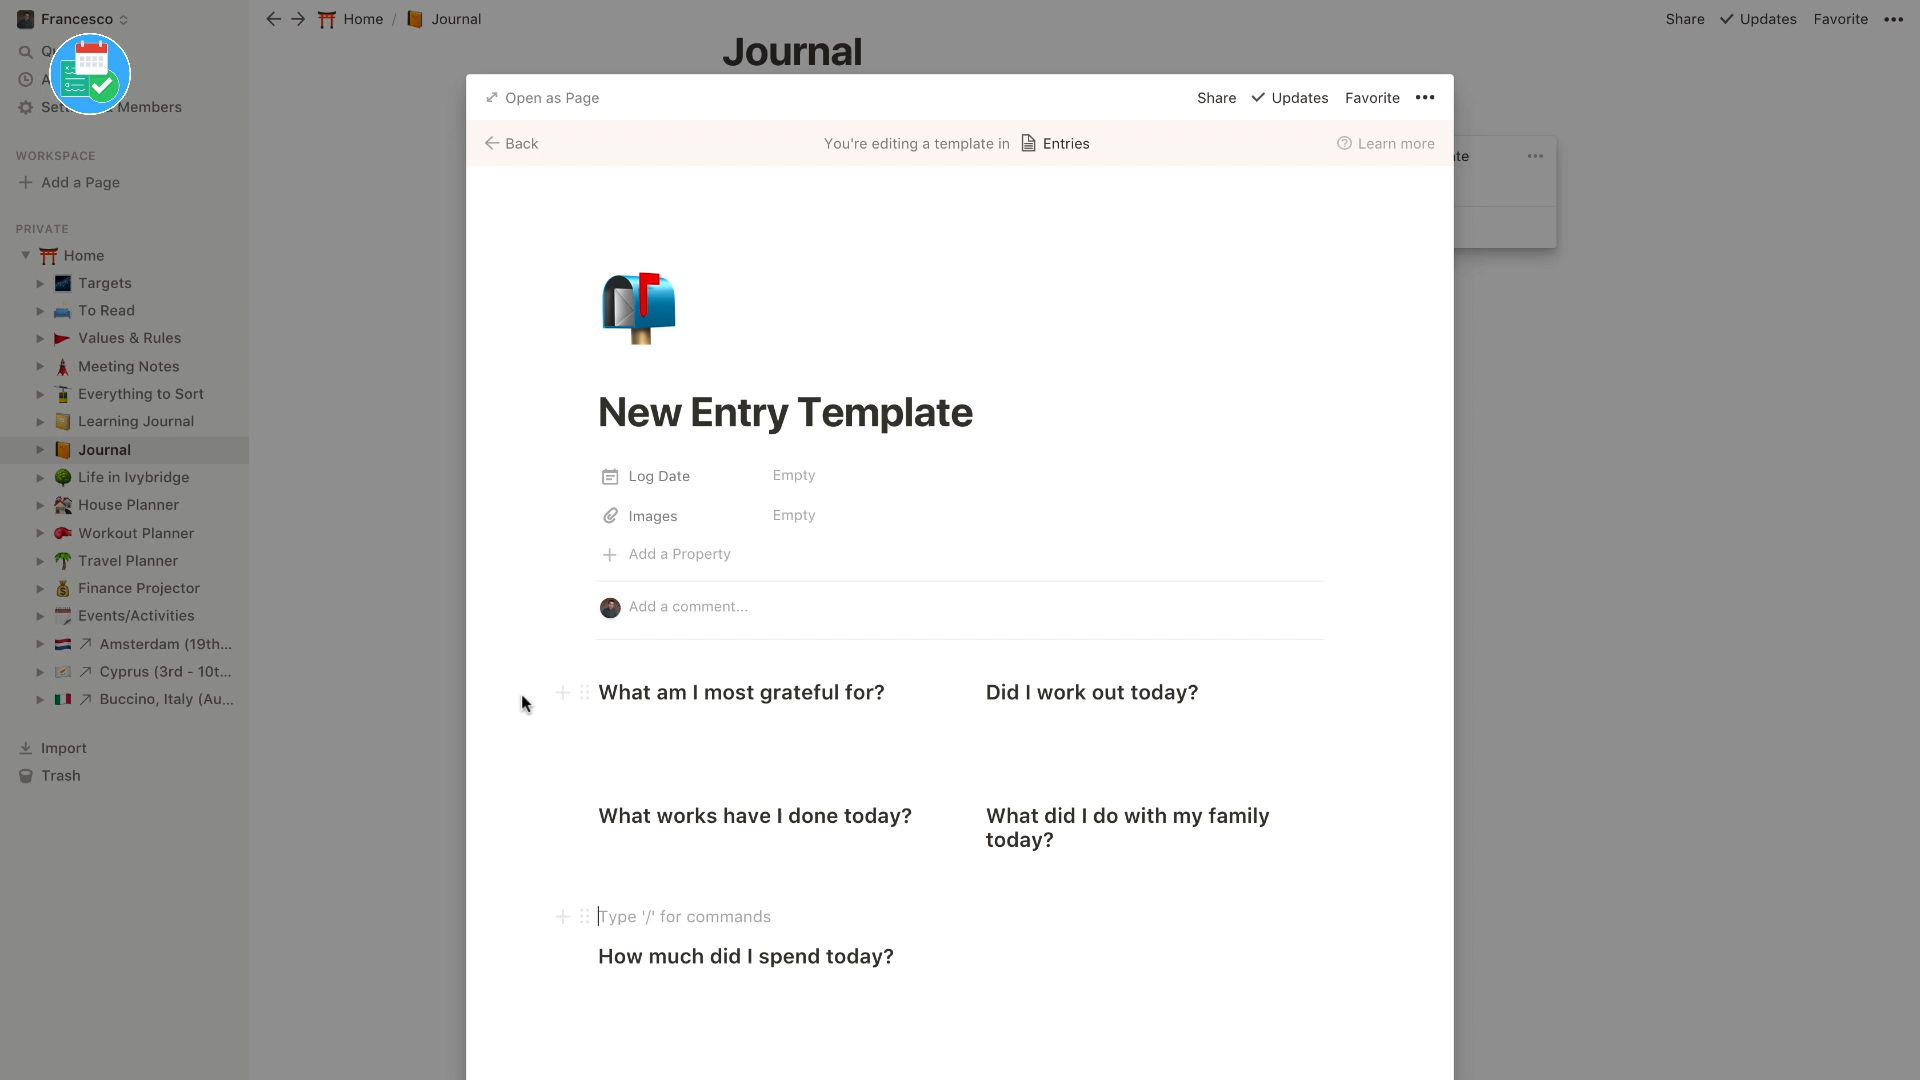 Francesco
Home / Journal
Share
Updates
Favorite
Journal
Members
WORKSPACE
Add a Page
PRIVATE
Home
Targets
To Read
Values & Rules
Meeting Notes
Everything to Sort
Learning Journal
Journal
Life in Ivybridge
House Planner
Workout Planner
Travel Planner
Finance Projector
Events/Activities
Amsterdam (19th...
Cyprus (3rd - 10t...
Buccino, Italy (Au...
Import
Trash
Open as Page
Share
Updates
Favorite
Back
You're editing a template in
Entries
Learn more
New Entry Template
Log Date
Empty
Images
Empty
Add a Property
Add a comment...
What am I most grateful for?
Did I work out today?
What works have I done today?
What did I do with my family
today?
Type '/' for commands
How much did I spend today?